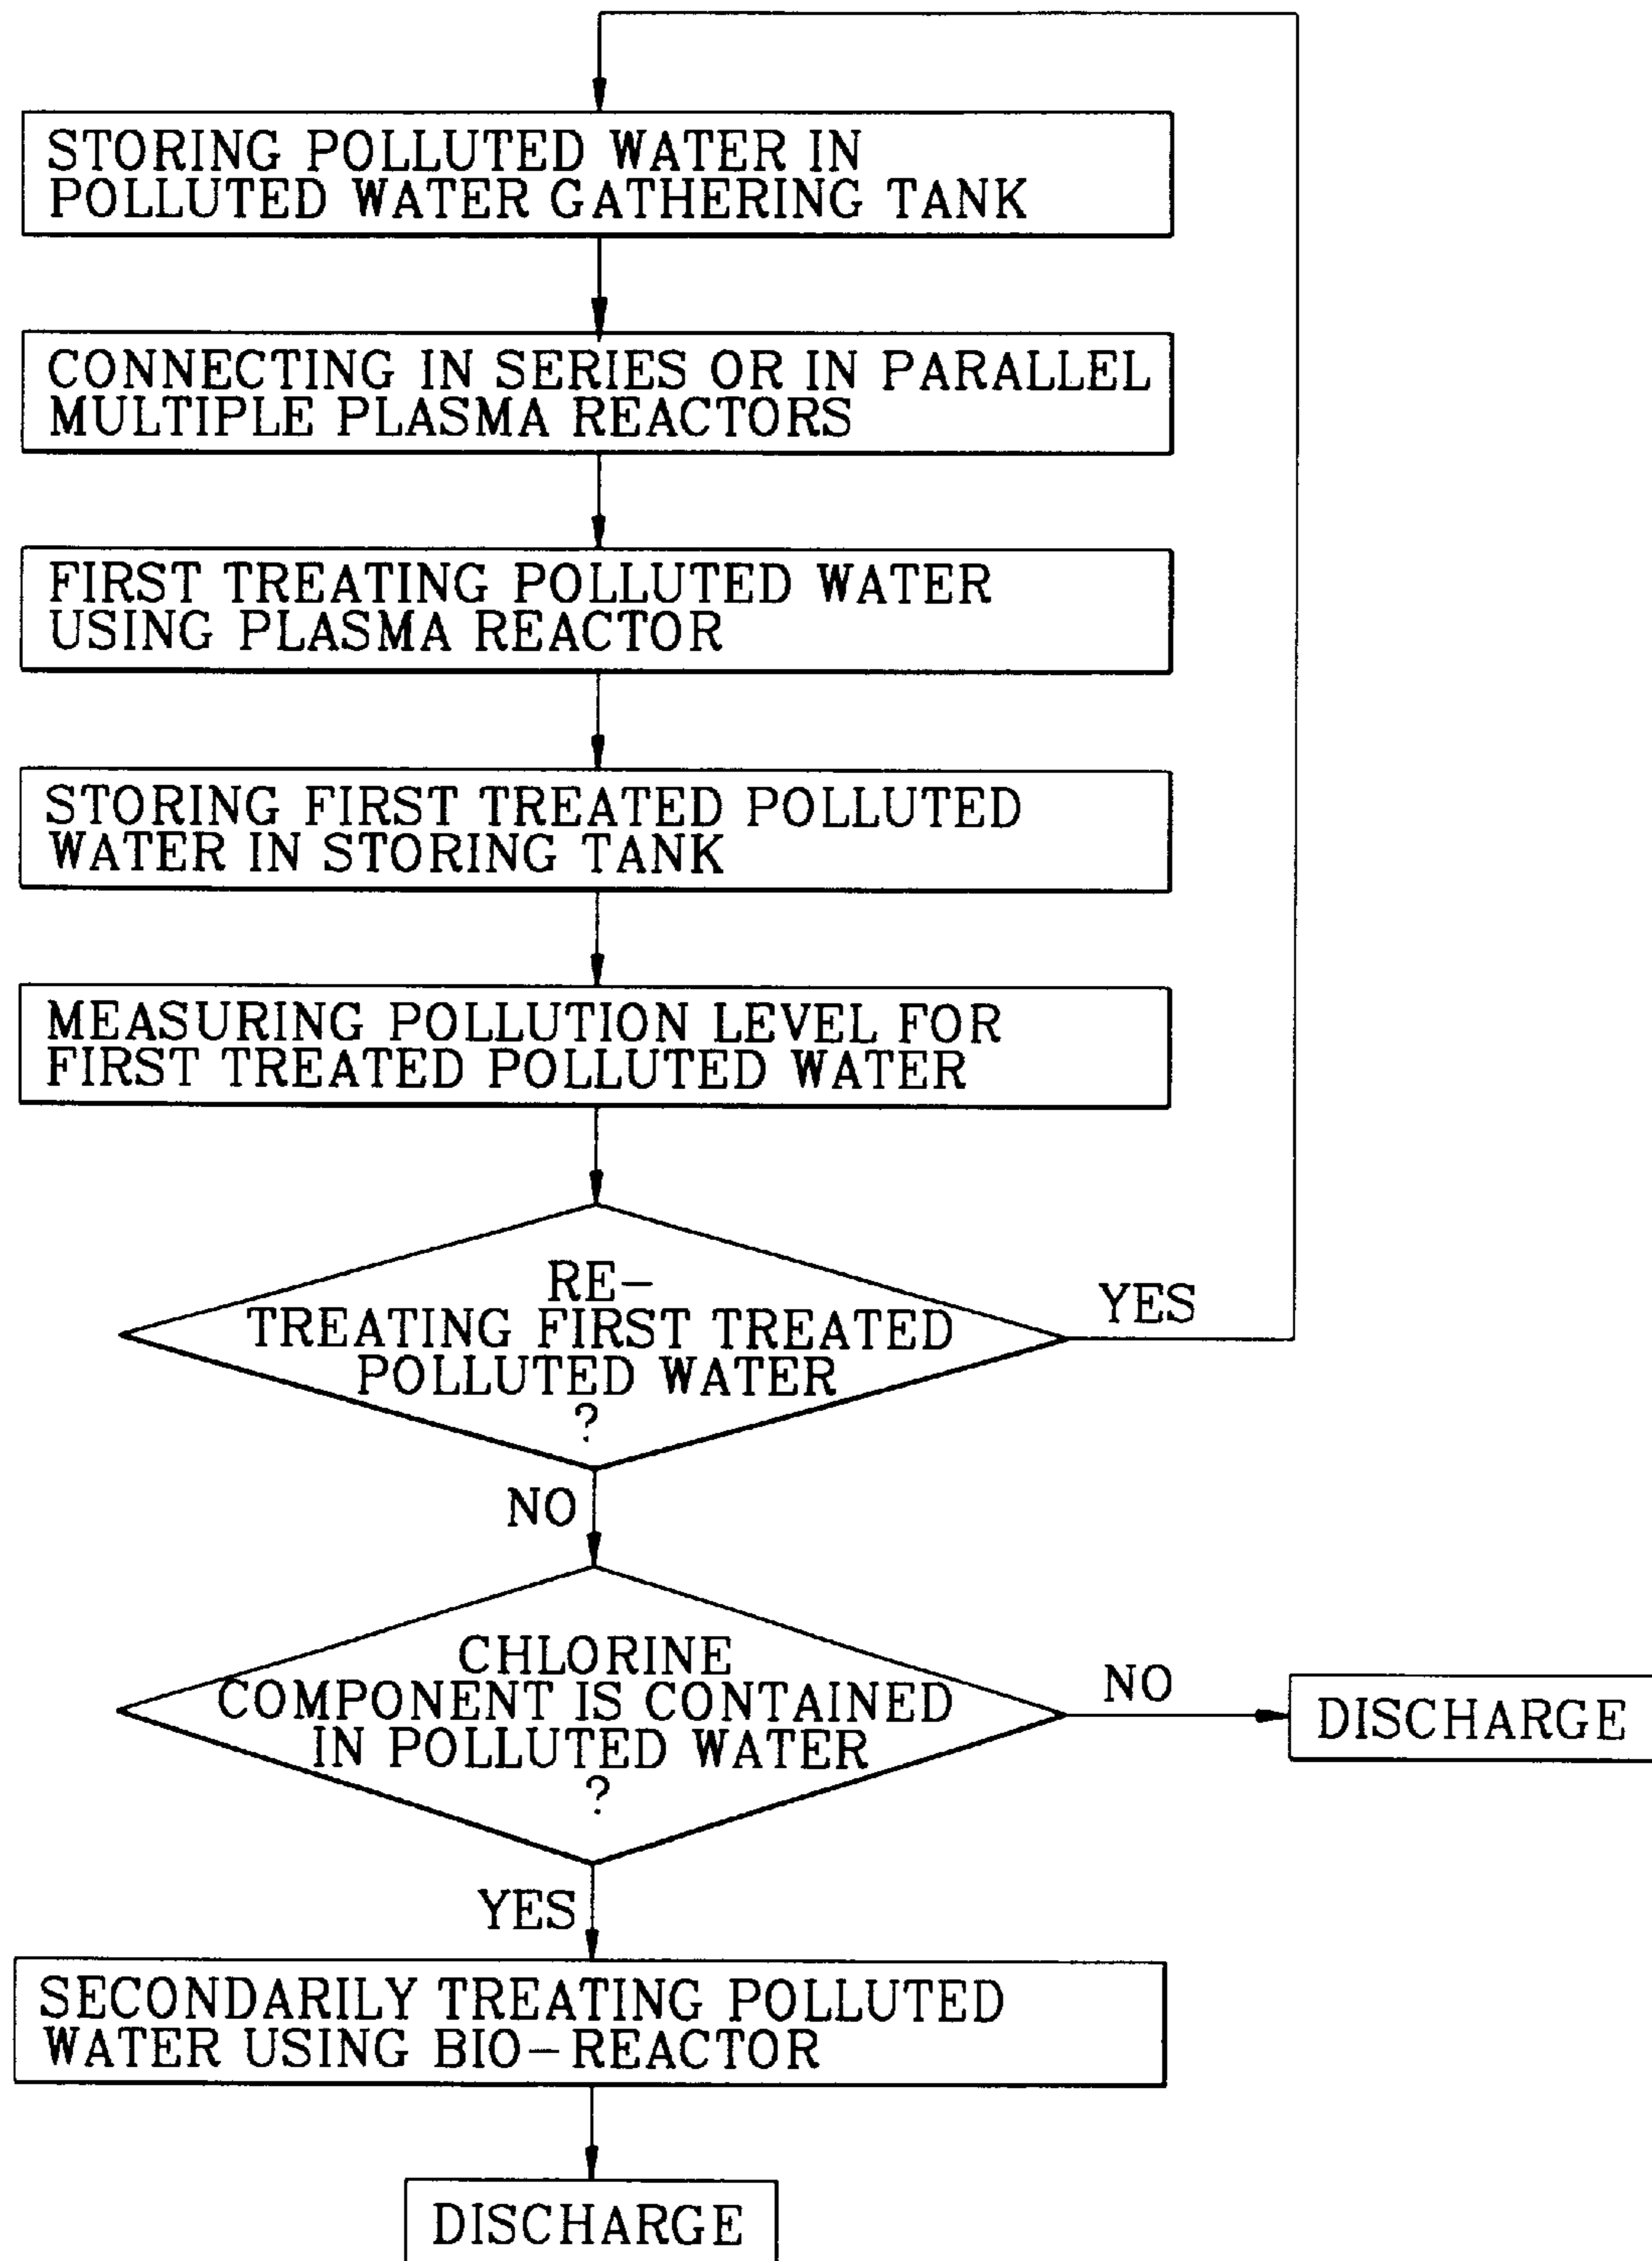 STORING POLLUTED WATER IN
POLLUTED WATER GATHERING TANK
CONNECTING IN SERIES OR IN PARALLEL
MULTIPLE PLASMA REACTORS
FIRST TREATING POLLUTED WATER
USING PLASMA REACTOR
STORING FIRST TREATED POLLUTED
WATER IN STORING TANK
MEASURING POLLUTION LEVEL FOR
FIRST TREATED POLLUTED WATER
RE-
TREATING FIRST TREATED
POLLUTED WATER
?
YES
NO
CHLORINE
COMPONENT IS CONTAINED
IN POLLUTED WATER
?
NO
DISCHARGE
YES
SECONDARILY TREATING POLLUTED
WATER USING BIO-REACTOR
DISCHARGE